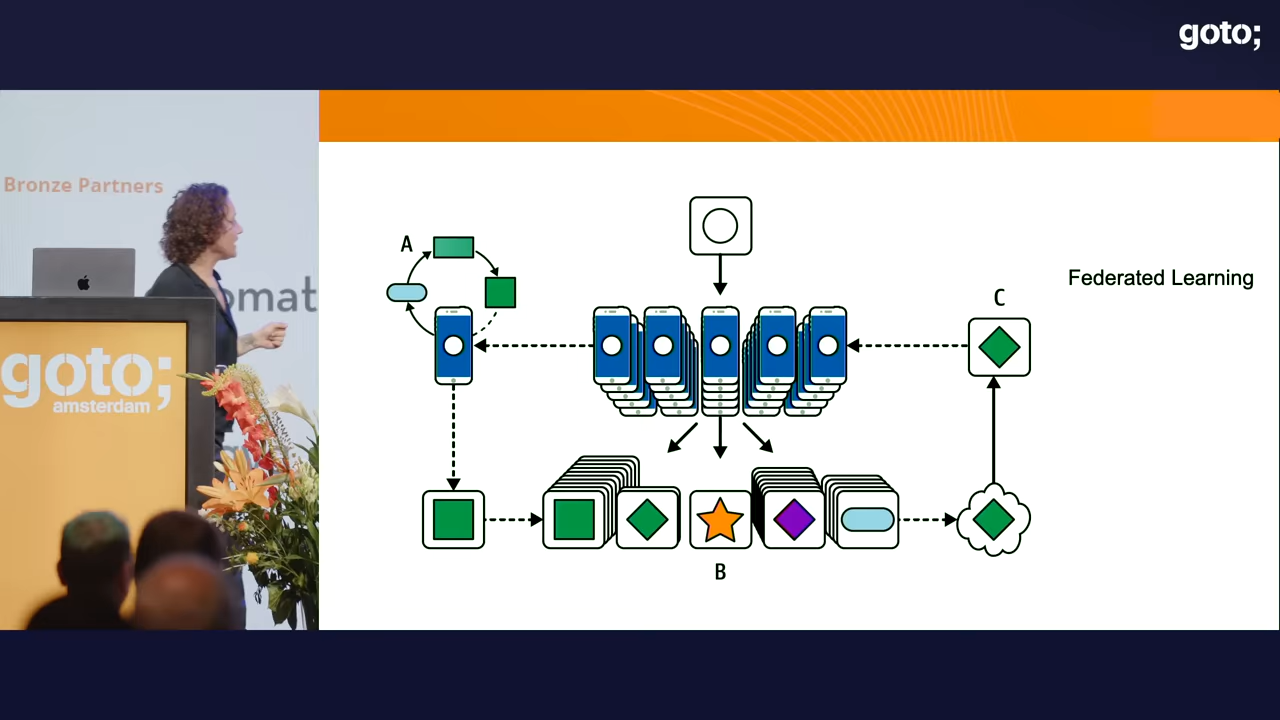 goto;
Bronze Partners
omat
goto;
amsterdam
A
B
C
Federated Learning